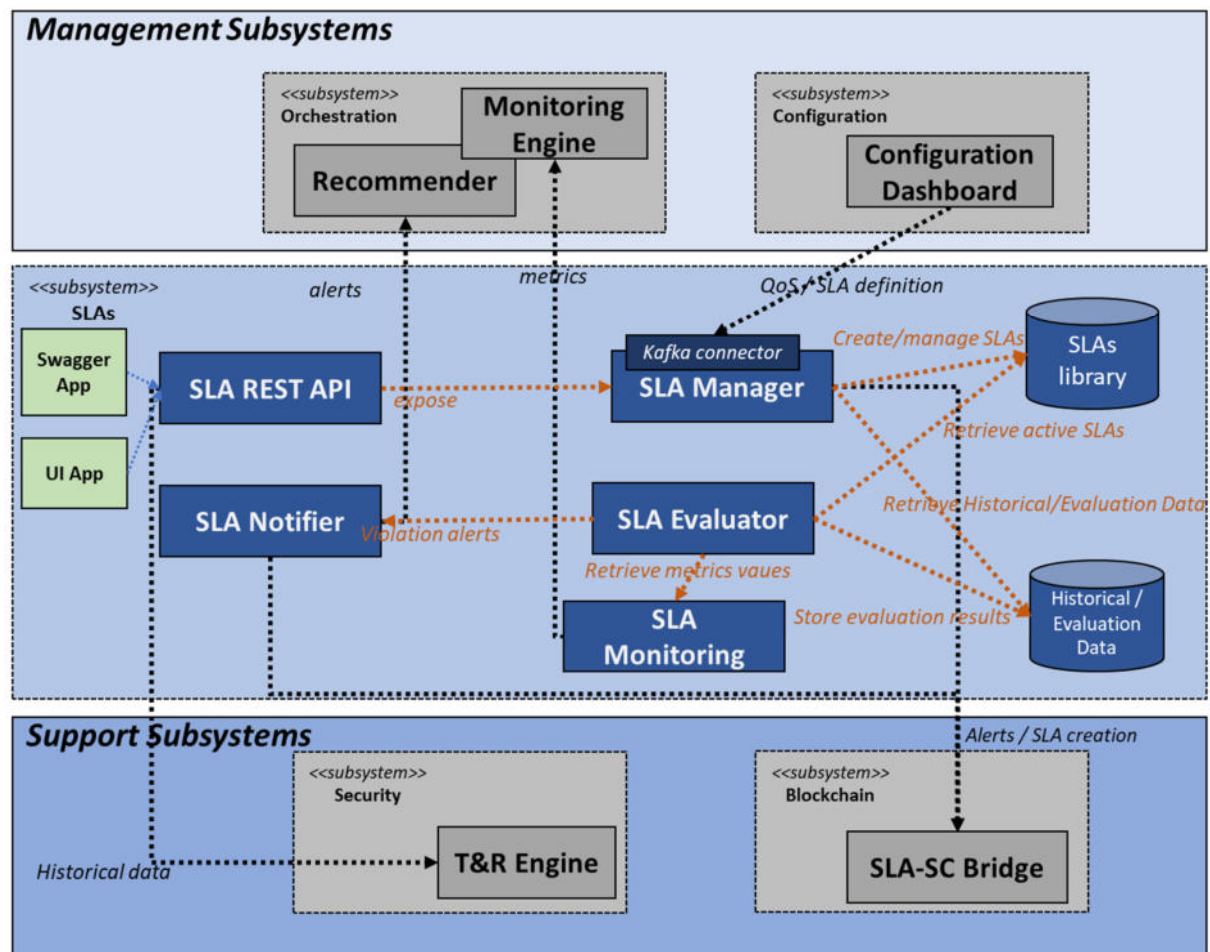 Management Subsystems
<<subsystem>>
Orchestration
Monitoring
Engine
Recommender
<<subsystem>>
Configuration
Configuration
Dashboard
<<subsystem>>
SLAs
alerts
metrics
QoS / SLA definition
Swagger
App
UI App
SLA REST API
expose
Kafka connector
SLA Manager
Create/manage SLAs
SLAs
library
Retrieve active SLAs
SLA Notifier
Violation alerts
SLA Evaluator
Retrieve Historical/Evaluation Data
Retrieve metrics vaues
Store evaluation results
SLA
Monitoring
Historical /
Evaluation
Data
Support Subsystems
Alerts / SLA creation
<<subsystem>>
Security
T&R Engine
<<subsystem>>
Blockchain
SLA-SC Bridge
Historical data